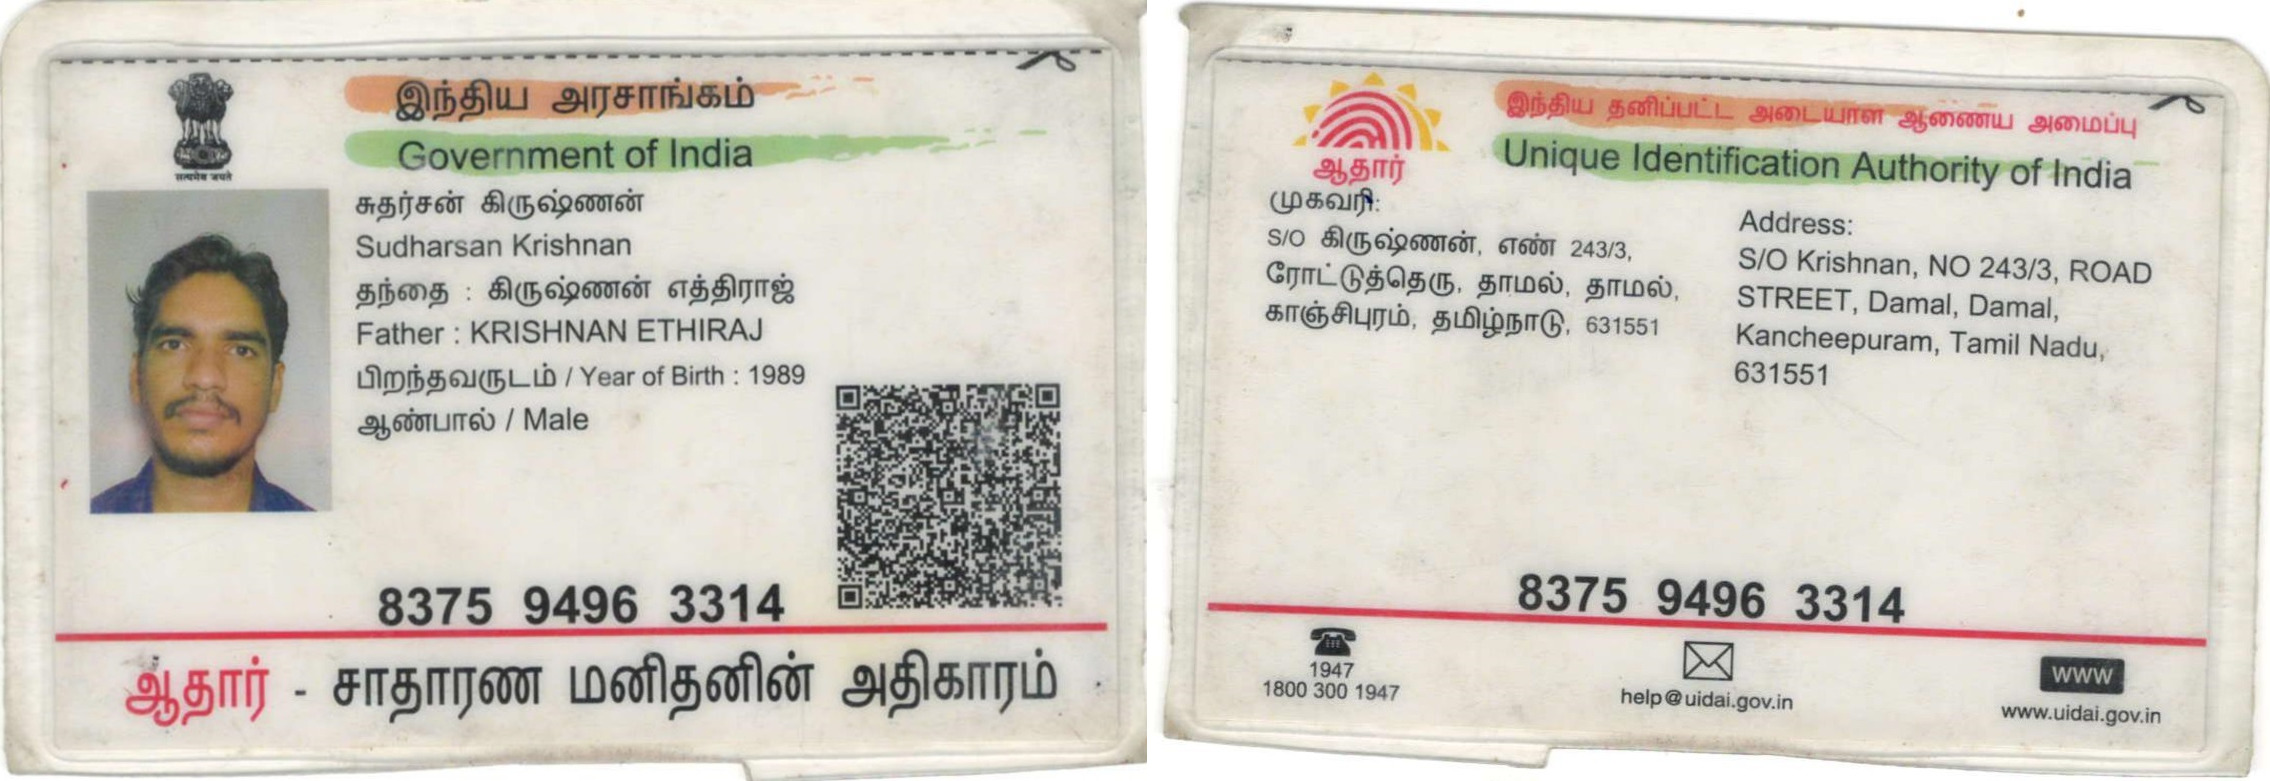 இந்திய அரசாங்கம்
Government of India
सत्यमेव जयते
சுதர்சன் கிருஷ்ணன்
Sudharsan Krishnan
தந்தை : கிருஷ்ணன் எத்திராஜ்
Father : KRISHNAN ETHIRAJ
பிறந்தவருடம் / Year of Birth : 1989
ஆண்பால் / Male
8375 9496 3314
ஆதார் - சாதாரண மனிதனின் அதிகாரம்
இந்திய தனிப்பட்ட அடையாள ஆணைய அமைப்பு
Unique Identification Authority of India
ஆதார்
முகவரி:
S/O கிருஷ்ணன், எண் 243/3,
ரோட்டுத்தெரு, தாமல், தாமல்,
காஞ்சிபுரம், தமிழ்நாடு, 631551
Address:
S/O Krishnan, NO 243/3, ROAD
STREET, Damal, Damal,
Kancheepuram, Tamil Nadu,
631551
8375 9496 3314
1947
1800 300 1947
help@uidai.gov.in
www
www.uidai.gov.in